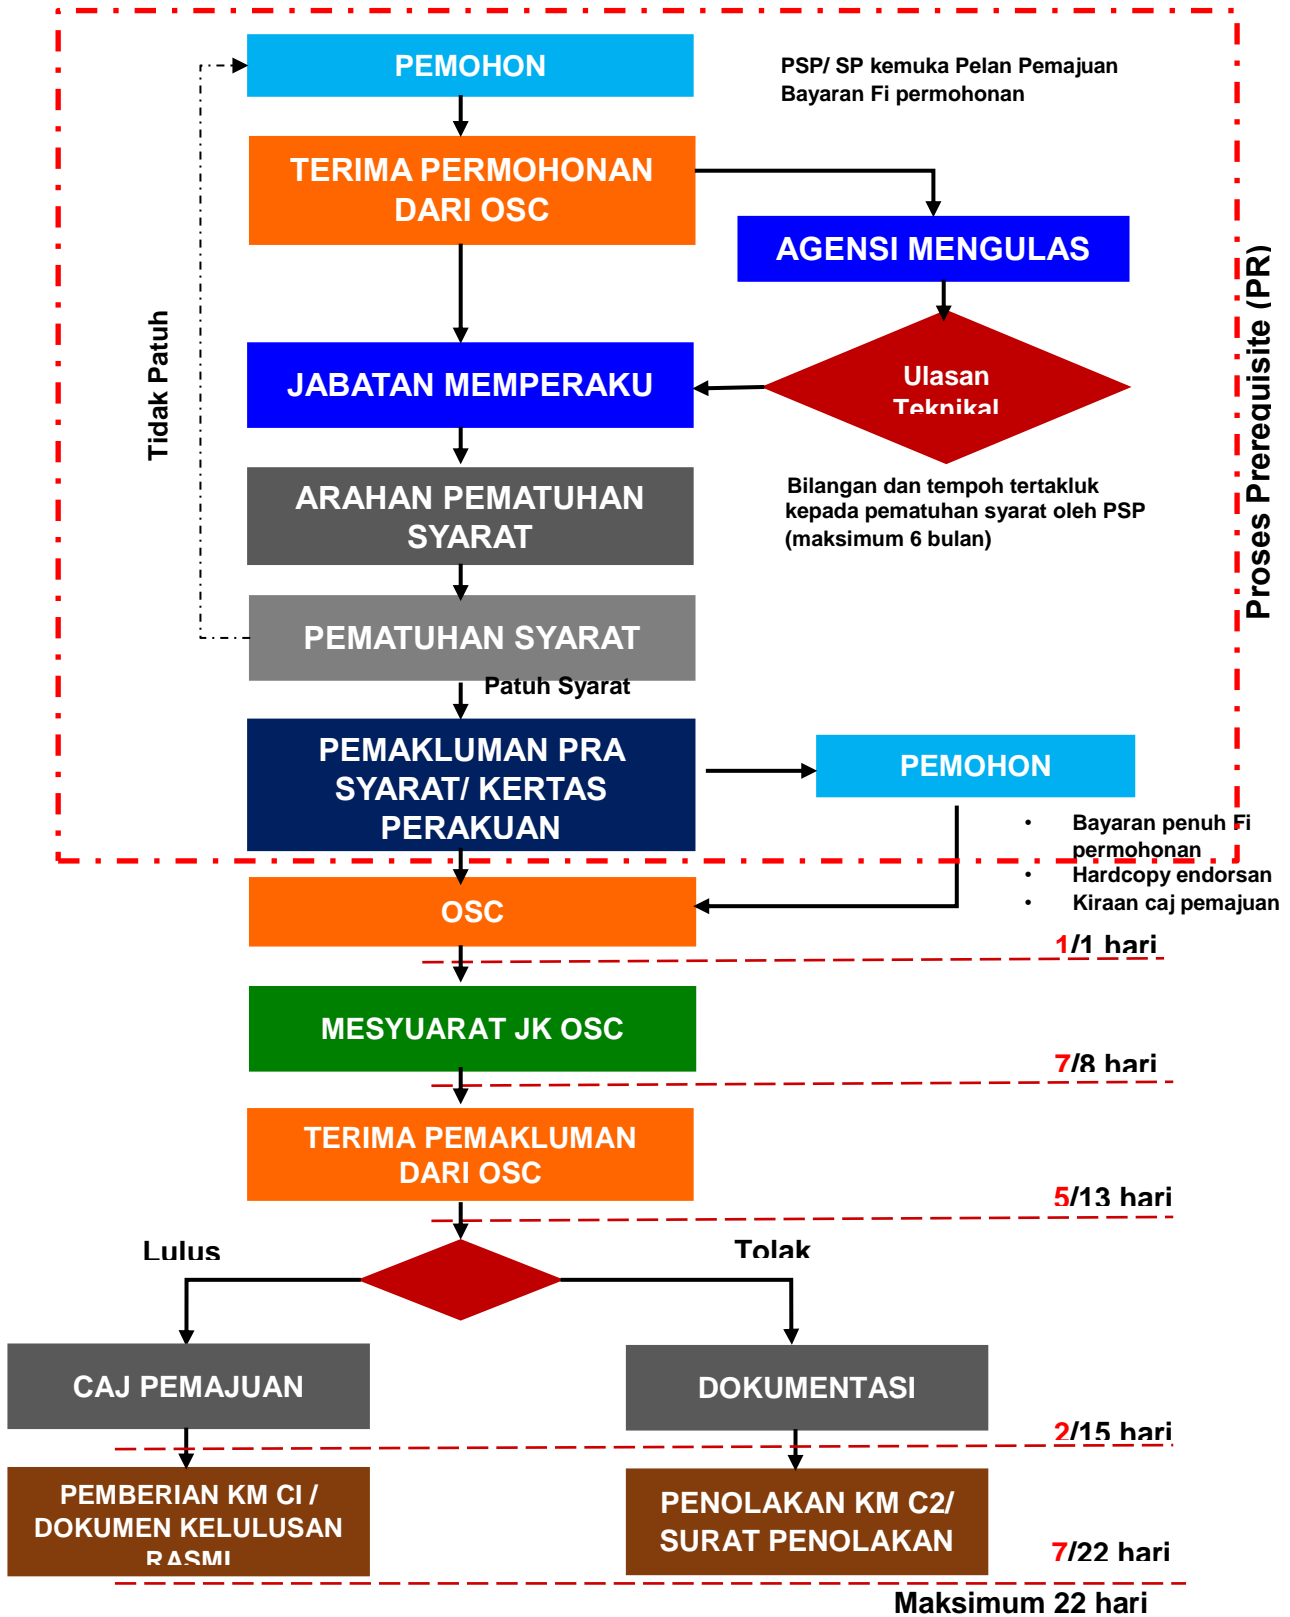 PEMOHON
PSP/ SP kemuka Pelan Pemajuan
Bayaran Fi permohonan
TERIMA PERMOHONAN
DARI OSC
AGENSI MENGULAS
Proses Prerequisite (PR)
Tidak Patuh
JABATAN MEMPERAKU
Ulasan
Teknikal
ARAHAN PEMATUHAN
SYARAT
Bilangan dan tempoh tertakluk
kepada pematuhan syarat oleh PSP
(maksimum 6 bulan)
PEMATUHAN SYARAT
Patuh Syarat
PEMAKLUMAN PRA
SYARAT/ KERTAS
PERAKUAN
PEMOHON
• Bayaran penuh Fi
permohonan
• Hardcopy endorsan
• Kiraan caj pemajuan
OSC
1/1 hari
MESYUARAT JK OSC
7/8 hari
TERIMA PEMAKLUMAN
DARI OSC
5/13 hari
Lulus
Tolak
CAJ PEMAJUAN
DOKUMENTASI
2/15 hari
PEMBERIAN KM CI /
DOKUMEN KELULUSAN
RASMI
PENOLAKAN KM C2/
SURAT PENOLAKAN
7/22 hari
Maksimum 22 hari